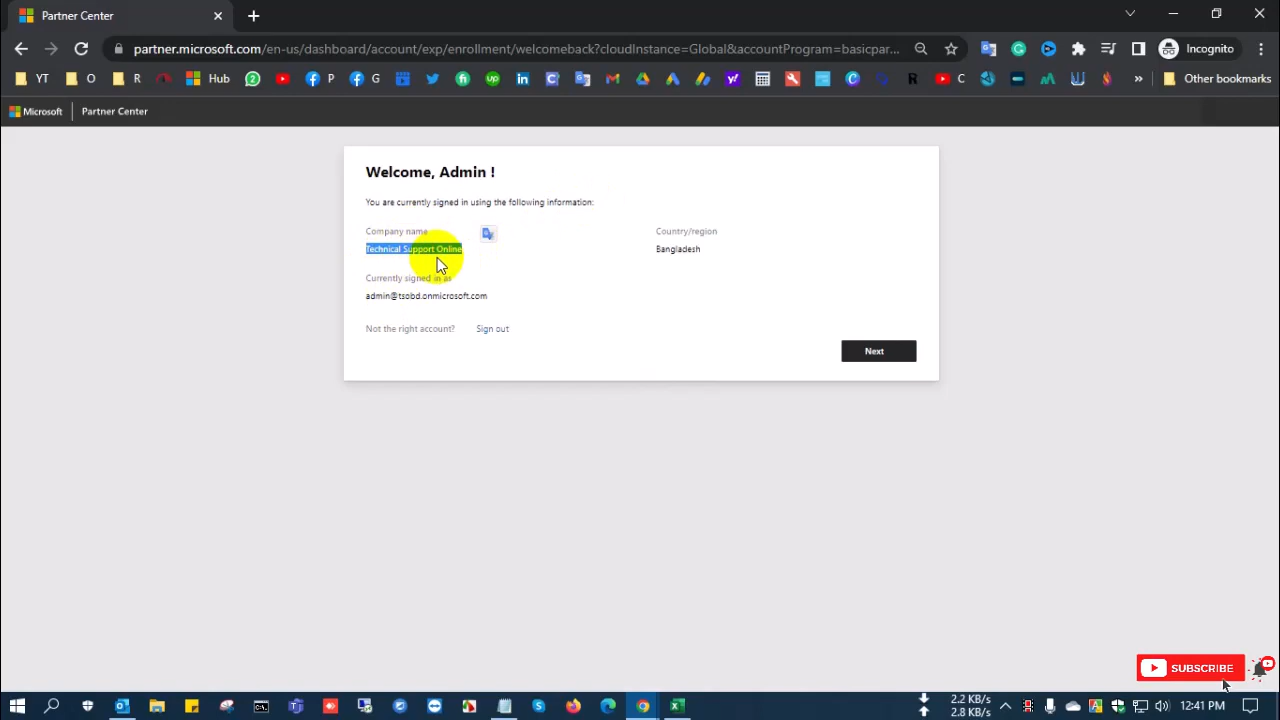 Partner Center
Incognito
partner.microsoft.com/en-us/dashboard/account/exp/enrollment/welcomeback?cloudInstance=Global&accountProgram=basicpar...
YT
O
R
Hub
P
G
C
Other bookmarks
Microsoft
Partner Center
Welcome, Admin !
You are currently signed in using the following information:
Company name
Country/region
Technical Support Online
Bangladesh
Currently signed in as
admin@tsobd.onmicrosoft.com
Not the right account?
Sign out
Next
SUBSCRIBE
2.2 KB/s
2.8 KB/s
12:41 PM